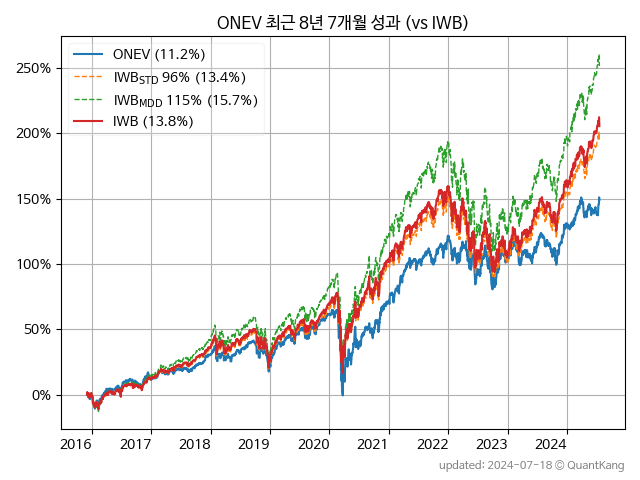 ONEV 최근 8년 7개월 성과 (vs IWB)
ONEV (11.2%)
IWB_STD 96% (13.4%)
IWB_MDD 115% (15.7%)
IWB (13.8%)
250%
200%
150%
100%
50%
0%
2016 2017 2018 2019 2020 2021 2022 2023 2024
updated: 2024-07-18 © QuantKang